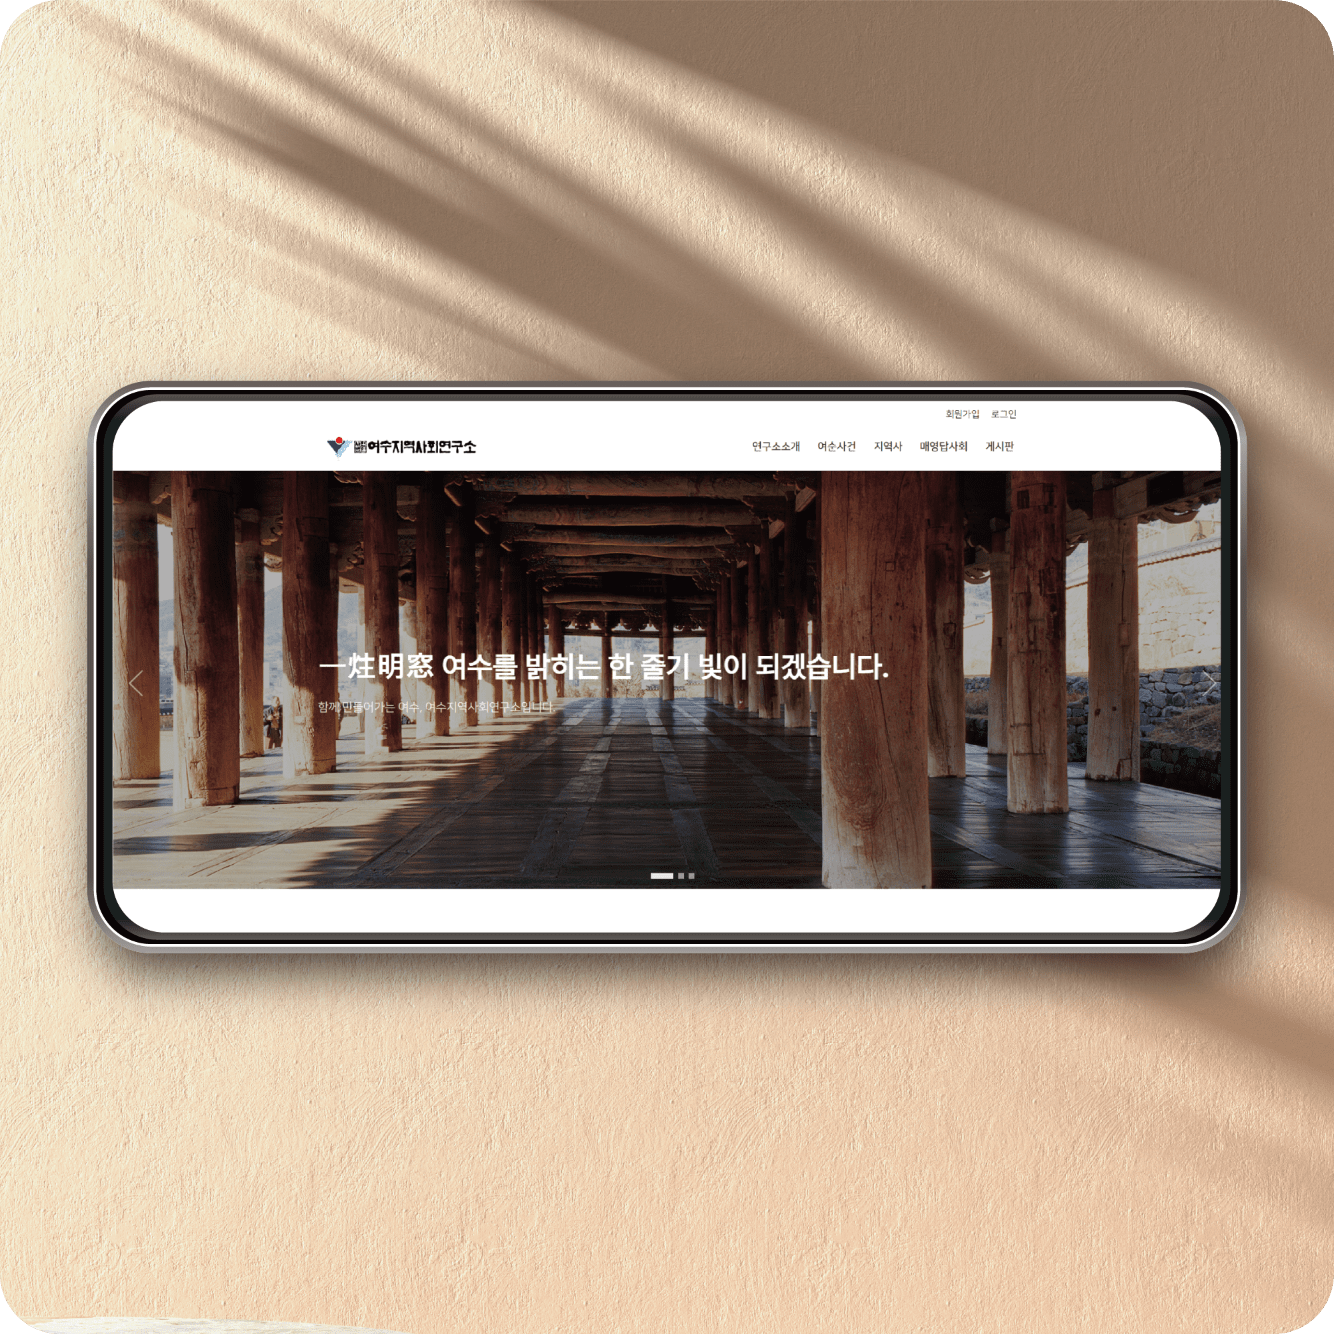 회원가입 로그인
여수지역사회연구소
연구소소개 여순사건 지역사 매영답사회 게시판
一炷明窓 여수를 밝히는 한 줄기 빛이 되겠습니다.
함께 만들어가는 여수. 여수지역사회연구소입니다.